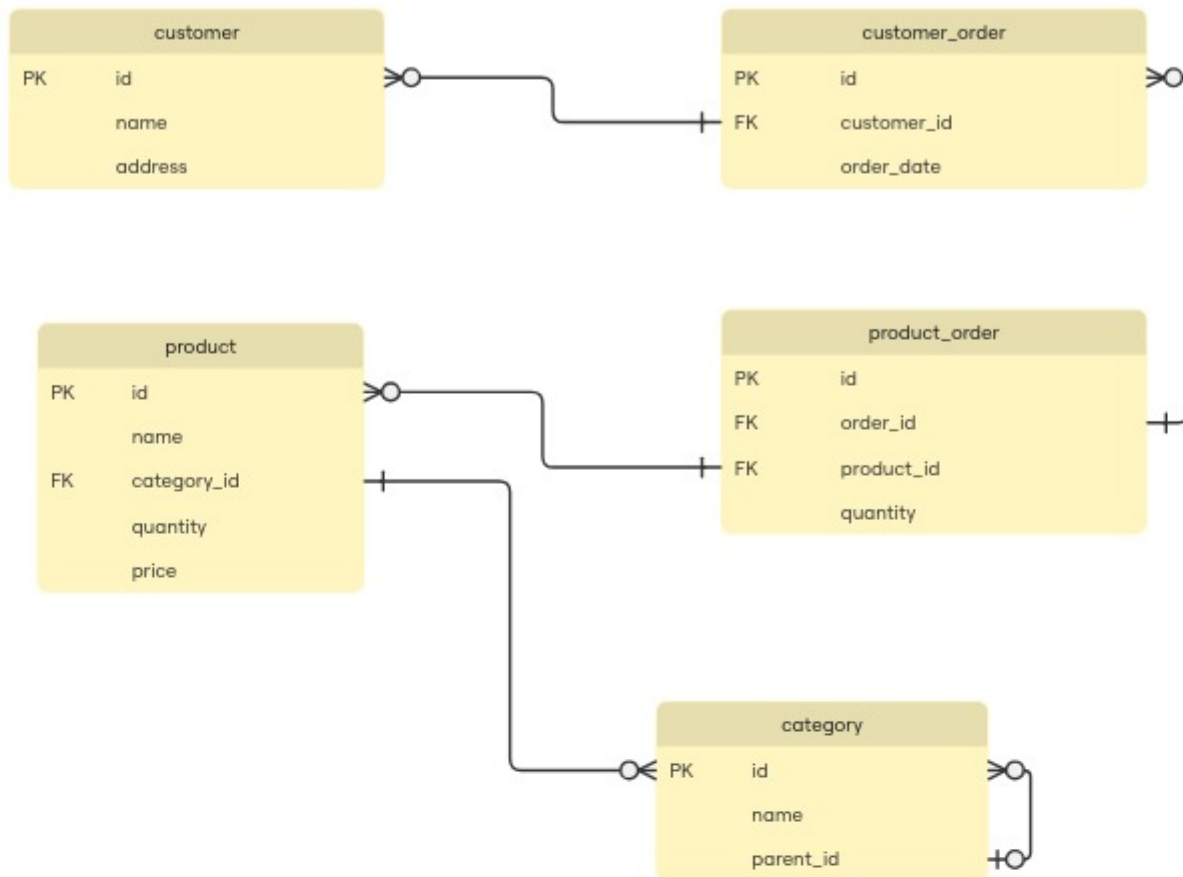 customer
PK id
name
address
customer_order
PK id
FK customer_id
order_date
product
PK id
name
FK category_id
quantity
price
product_order
PK id
FK order_id
FK product_id
quantity
category
PK id
name
parent_id